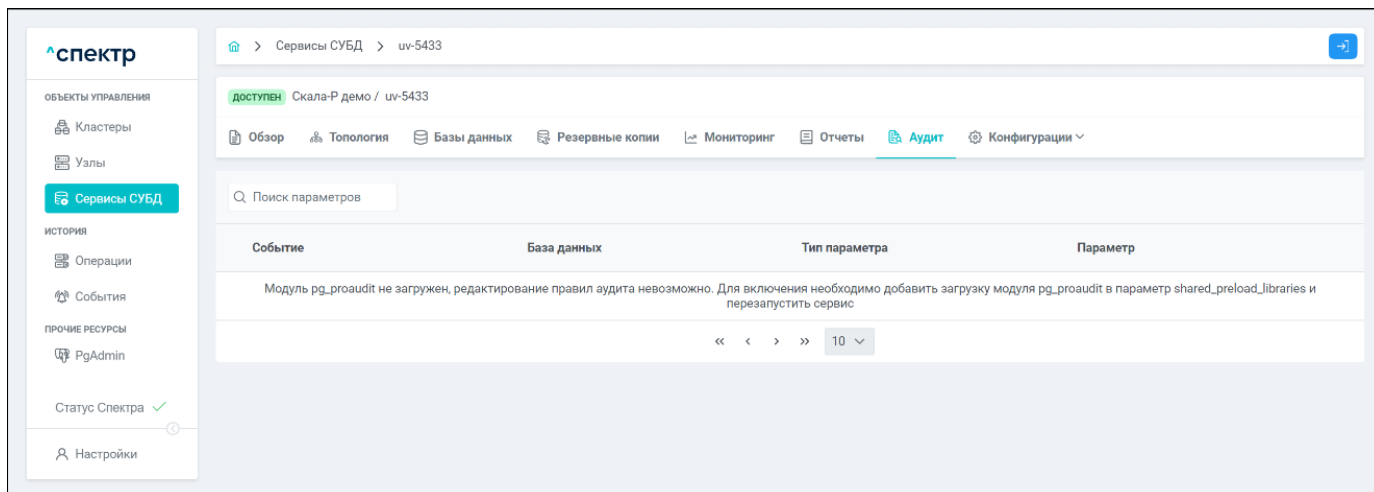 ^спектр
ОБЪЕКТЫ УПРАВЛЕНИЯ
Кластеры
Узлы
Сервисы СУБД
ИСТОРИЯ
Операции
События
ПРОЧИЕ РЕСУРСЫ
PgAdmin
Статус Спектра
Настройки
> Сервисы СУБД > uv-5433
ДОСТУПЕН Скала-Р демо / uv-5433
Обзор Топология Базы данных Резервные копии Мониторинг Отчеты Аудит Конфигурации
Поиск параметров
Событие База данных Тип параметра Параметр
Модуль pg_proaudit не загружен, редактирование правил аудита невозможно. Для включения необходимо добавить загрузку модуля pg_proaudit в параметр shared_preload_libraries и
перезапустить сервис
« ‹ › » 10